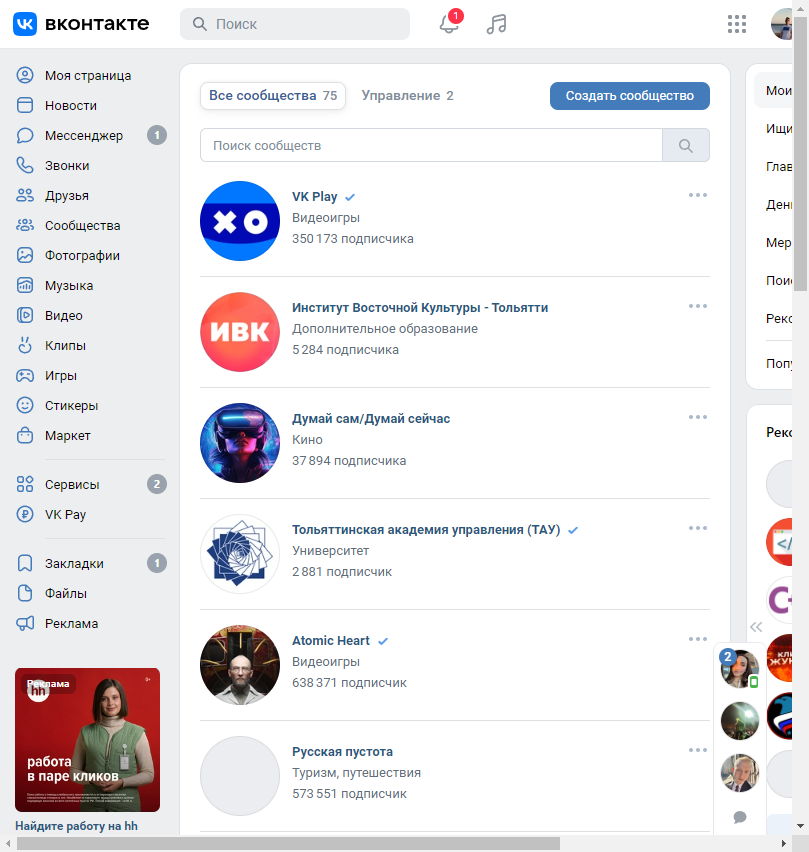 вконтакте
Поиск
1
Моя страница
Новости
Мессенджер 1
Звонки
Друзья
Сообщества
Фотографии
Музыка
Видео
Клипы
Игры
Стикеры
Маркет
Сервисы 2
VK Pay
Закладки 1
Файлы
Реклама
Реклама
hh
работа
в паре кликов
Найдите работу на hh
Все сообщества 75
Управление 2
Создать сообщество
Поиск сообществ
XO
VK Play
Видеоигры
350 173 подписчика
ИВК
Институт Восточной Культуры - Тольятти
Дополнительное образование
5 284 подписчика
Думай сам/Думай сейчас
Кино
37 894 подписчика
Тольяттинская академия управления (ТАУ)
Университет
2 881 подписчик
Atomic Heart
Видеоигры
638 371 подписчик
Русская пустота
Туризм, путешествия
573 551 подписчик
Мои
Ищи
Глав
Ден
Мер
Пои
Реко
Попу
Реко
</>
КЛИ
ЖУК
2